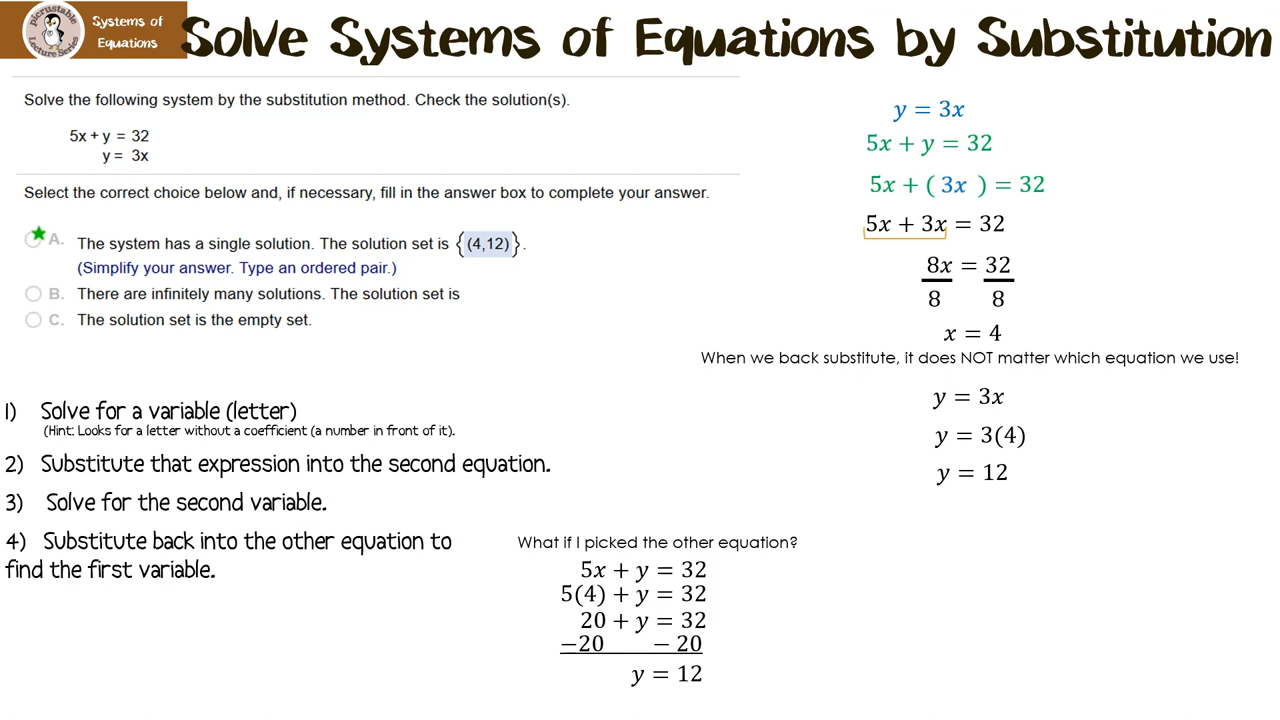 picrustable
Lecture Series
Systems of
Equations
Solve Systems of Equations by Substitution
Solve the following system by the substitution method. Check the solution(s).
5x + y = 32
y = 3x
Select the correct choice below and, if necessary, fill in the answer box to complete your answer.
A. The system has a single solution. The solution set is {(4,12)}.
(Simplify your answer. Type an ordered pair.)
B. There are infinitely many solutions. The solution set is
C. The solution set is the empty set.
1) Solve for a variable (letter)
(Hint: Looks for a letter without a coefficient (a number in front of it).
2) Substitute that expression into the second equation.
3) Solve for the second variable.
4) Substitute back into the other equation to
find the first variable.
y = 3x
5x + y = 32
5x + ( 3x ) = 32
5x + 3x = 32
8x = 32
8 8
x = 4
When we back substitute, it does NOT matter which equation we use!
y = 3x
y = 3(4)
y = 12
What if I picked the other equation?
5x + y = 32
5(4) + y = 32
20 + y = 32
−20 − 20
y = 12